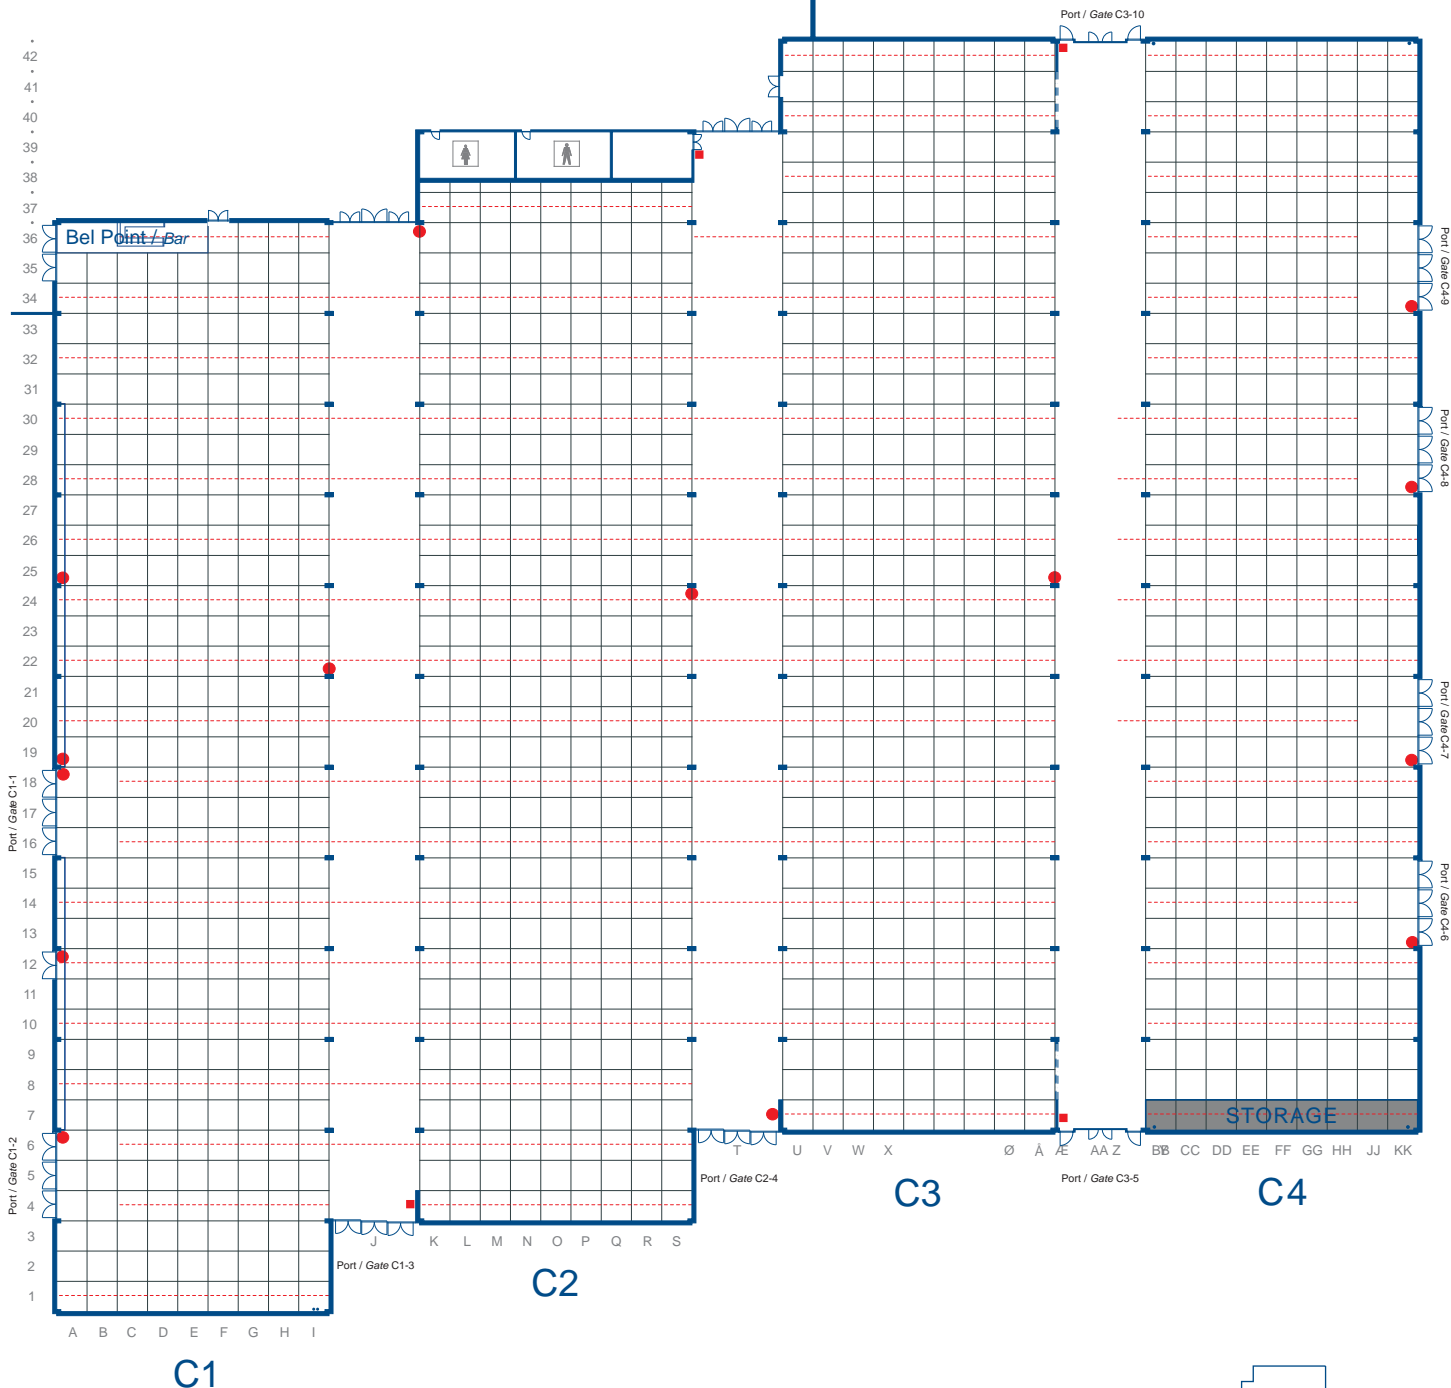 Port / Gate C3-10
42
41
40
39
38
37
36
35
34
33
32
31
30
29
28
27
26
25
24
23
22
21
20
19
18
17
16
15
14
13
12
11
10
9
8
7
6
5
4
3
2
1
Bel Point / Bar
Port / Gate C4-9
Port / Gate C4-8
Port / Gate C4-7
Port / Gate C4-6
Port / Gate C1-1
Port / Gate C1-2
STORAGE
T U V W X Ø Å Æ AA Z BB CC DD EE FF GG HH JJ KK
Port / Gate C2-4
Port / Gate C3-5
C3
C4
J K L M N O P Q R S
Port / Gate C1-3
C2
A B C D E F G H I
C1